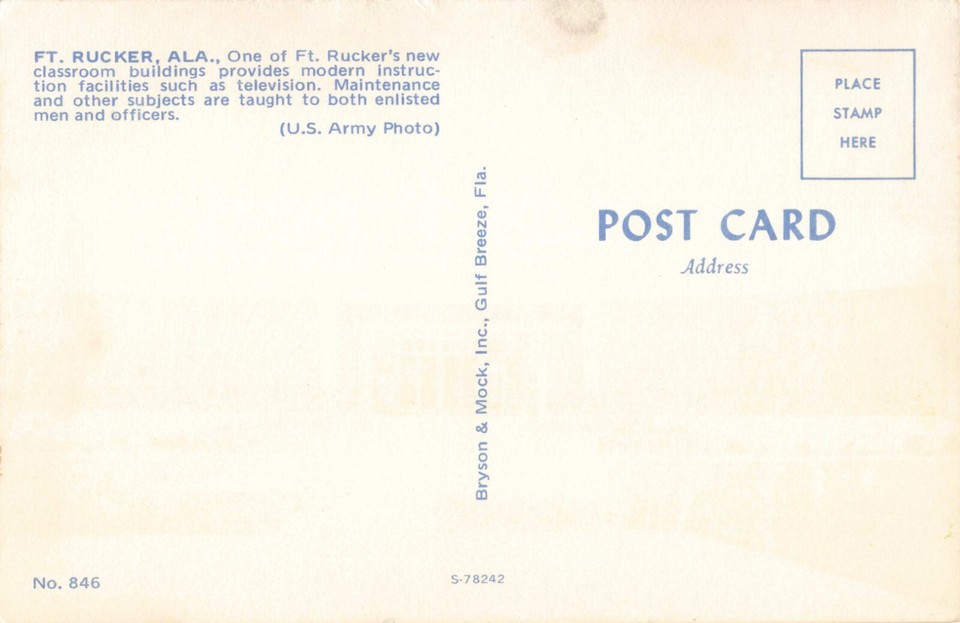 FT. RUCKER, ALA., One of Ft. Rucker's new
classroom buildings provides modern instruc-
tion facilities such as television. Maintenance
and other subjects are taught to both enlisted
men and officers.
(U.S. Army Photo)
Bryson & Mock, Inc., Gulf Breeze, Fla.
PLACE
STAMP
HERE
POST CARD
Address
No. 846
S-78242